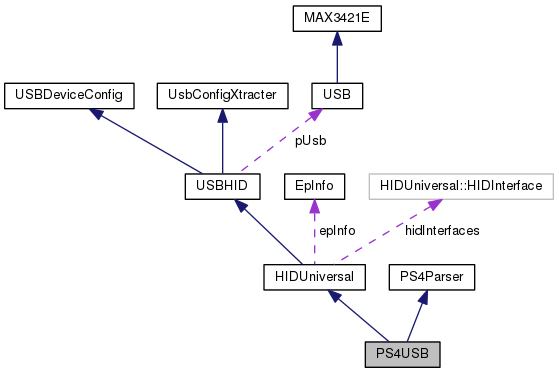 MAX3421E
USBDeviceConfig
UsbConfigXtracter
USB
pUsb
USBHID
EpInfo
HIDUniversal::HIDInterface
epInfo
hidInterfaces
HIDUniversal
PS4Parser
PS4USB